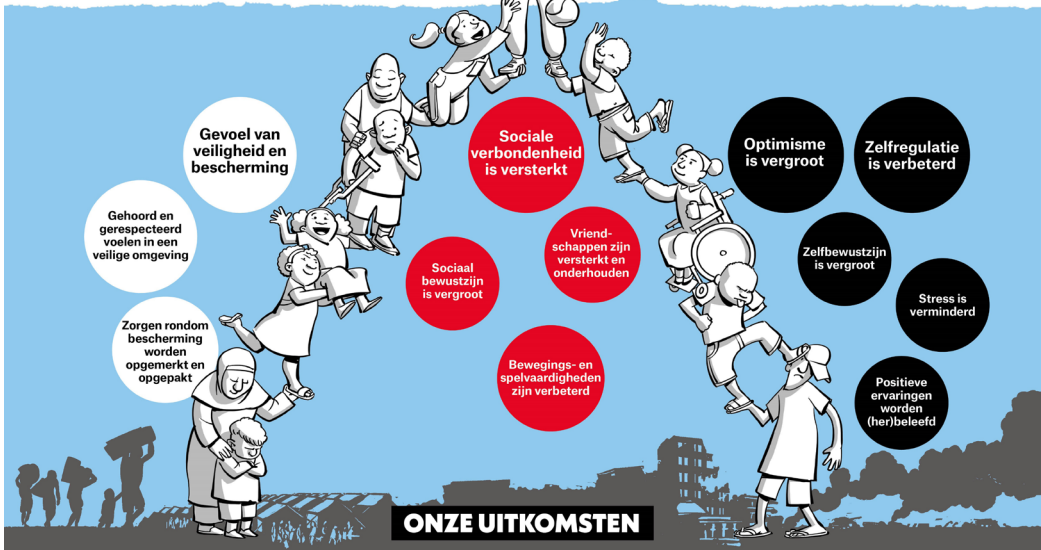 Gevoel van
veiligheid en
bescherming
Gehoord en
gerespecteerd
voelen in een
veilige omgeving
Zorgen rondom
bescherming
worden
opgemerkt en
opgepakt
Sociale
verbondenheid
is versterkt
Sociaal
bewustzijn
is vergroot
Vriend-
schappen zijn
versterkt en
onderhouden
Bewegings- en
spelvaardigheden
zijn verbeterd
Optimisme
is vergroot
Zelfregulatie
is verbeterd
Zelfbewustzijn
is vergroot
Stress is
verminderd
Positieve
ervaringen
worden
(her)beleefd
ONZE UITKOMSTEN